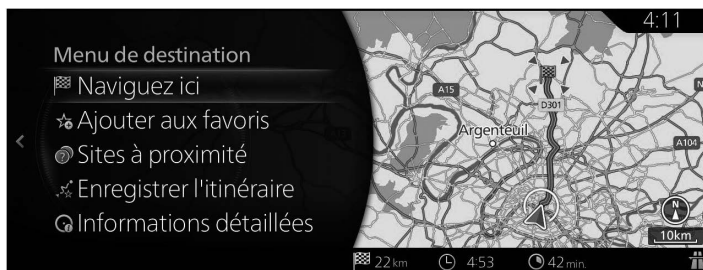 4:11
Menu de destination
Naviguez ici
Ajouter aux favoris
Sites à proximité
Enregistrer l'itinéraire
Informations détaillées
A15
D301
Argenteuil
A104
N
N
10km
22 km
4:53
42 min.